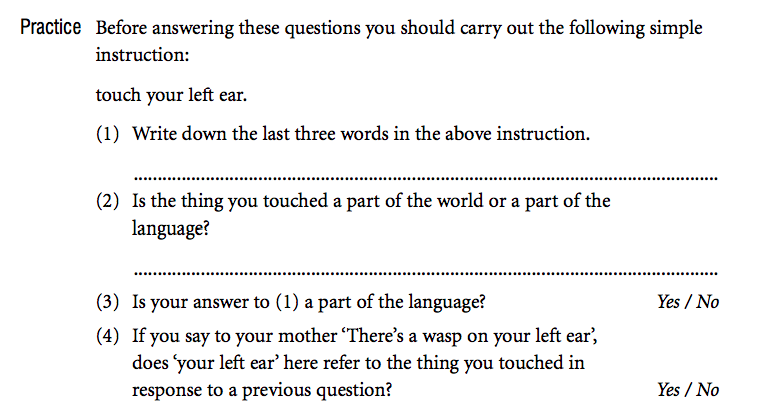 Practice Before answering these questions you should carry out the following simple
instruction:
touch your left ear.
(1) Write down the last three words in the above instruction.
..........................................................................................................................
(2) Is the thing you touched a part of the world or a part of the
language?
..........................................................................................................................
(3) Is your answer to (1) a part of the language? Yes / No
(4) If you say to your mother ‘There’s a wasp on your left ear’,
does ‘your left ear’ here refer to the thing you touched in
response to a previous question? Yes / No